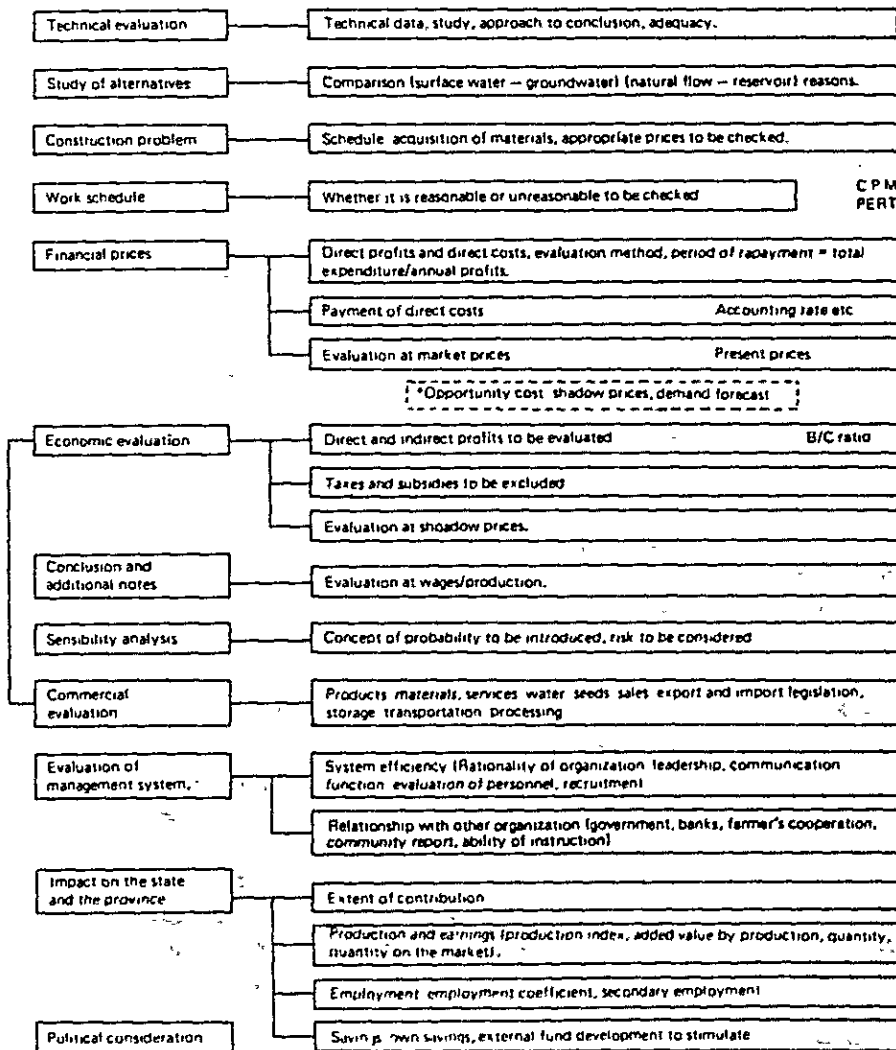 Technical evaluation
Technical data, study, approach to conclusion, adequacy.
Study of alternatives
Comparison (surface water — groundwater) (natural flow — reservoir) reasons.
Construction problem
Schedule acquisition of materials, appropriate prices to be checked.
Work schedule
Whether it is reasonable or unreasonable to be checked
CPM
PERT
Financial prices
Direct profits and direct costs, evaluation method, period of repayment = total
expenditure/annual profits.
Payment of direct costs Accounting rate etc
Evaluation at market prices Present prices
*Opportunity cost shadow prices, demand forecast
Economic evaluation
Direct and indirect profits to be evaluated B/C ratio
Taxes and subsidies to be excluded
Evaluation at shoadow prices.
Conclusion and
additional notes
Evaluation at wages/production.
Sensibility analysis
Concept of probability to be introduced, risk to be considered
Commercial
evaluation
Products materials, services water seeds sales export and import legislation,
storage transportation processing
Evaluation of
management system,
System efficiency (Rationality of organization leadership, communication
function evaluation of personnel, recruitment
Relationship with other organization (government, banks, farmer's cooperation,
community report, ability of instruction)
Impact on the state
and the province
Extent of contribution
Production and earnings (production index, added value by production, quantity,
quantity on the market).
Employment employment coefficient, secondary employment
Political consideration
own savings, external fund development to stimulate